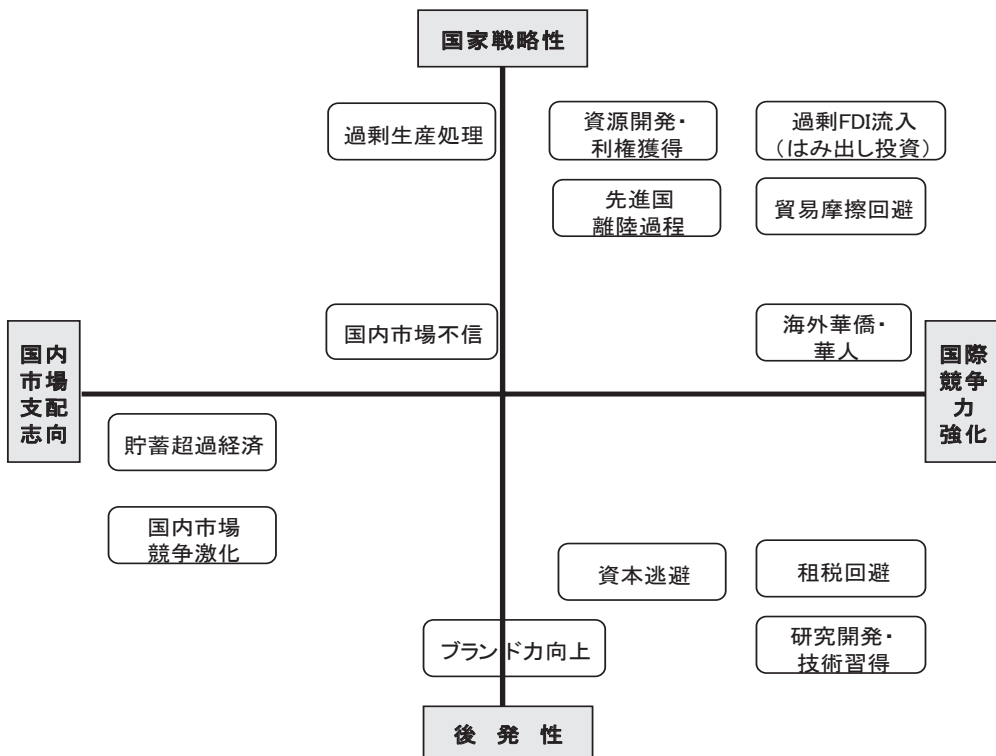 国家戦略性
過剰生産処理
資源開発・
利権獲得
過剰FDI流入
（はみ出し投資）
先進国
離陸過程
貿易摩擦回避
国内市場不信
海外華僑・
華人
国内
市場
支配
志向
国際
競争
力
強化
貯蓄超過経済
国内市場
競争激化
資本逃避
租税回避
ブランド力向上
研究開発・
技術習得
後発性